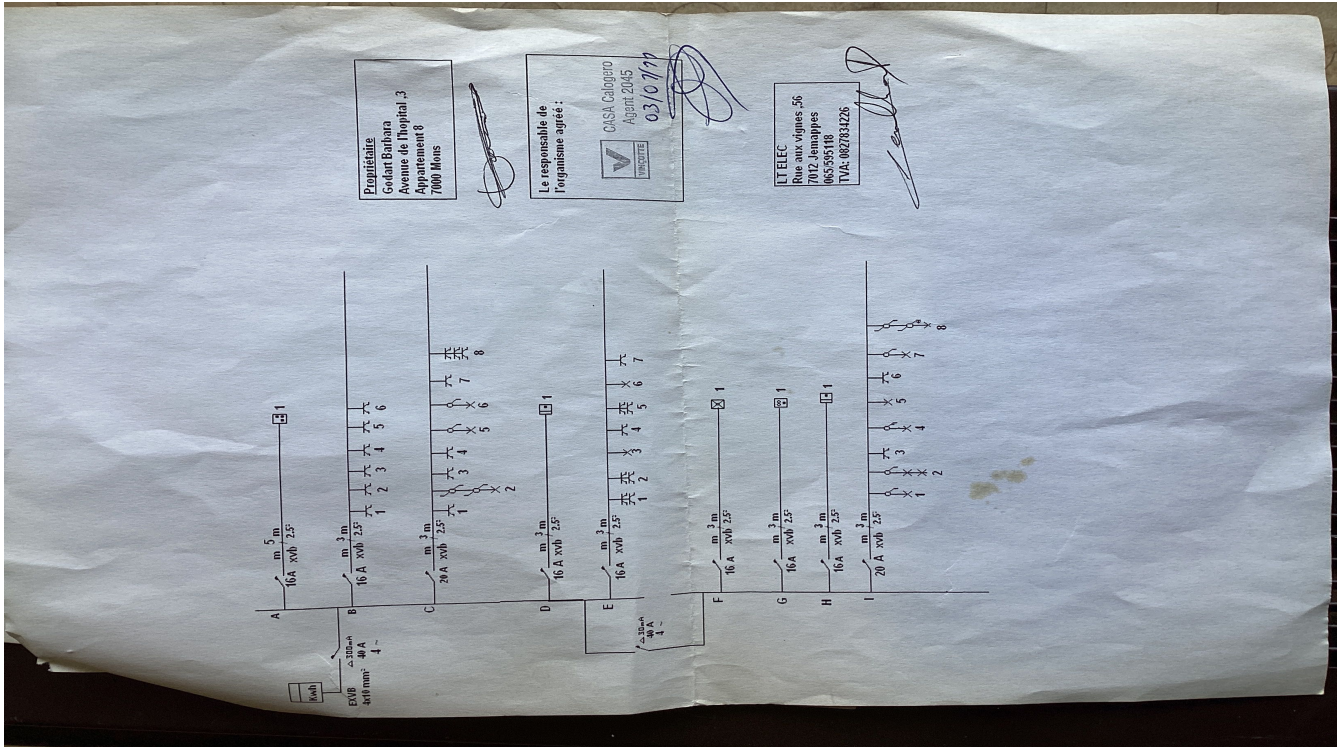 Propriétaire
Godart Barbara
Avenue de l'hopital ,3
Appartement 8
7000 Mons
Le responsable de
l'organisme agréé :
CASA Calogero
Agent 2045
VINÇOTTE
LT ELEC
Rue aux vignes ,56
7012 Jemappes
065/595118
TVA: 0827834226
Kwh
EXVB
4x10 mm²
△ 300mA
40 A
4 ~
A
16 A
m 5 m
xvb 2.5²
1
B
16 A
m 3 m
xvb 2.5²
1 2 3 4 5 6
C
20 A
m 3 m
xvb 2.5²
1 2 3 4 5 6 7 8
D
16 A
m 3 m
xvb 2.5²
1
E
16 A
m 3 m
xvb 2.5²
1 2 3 4 5 6 7
△ 30mA
40 A
4 ~
F
16 A
m 3 m
xvb 2.5²
1
G
16 A
m 3 m
xvb 2.5²
1
H
16 A
m 3 m
xvb 2.5²
1
I
20 A
m 3 m
xvb 2.5²
1 2 3 4 5 6 7 8